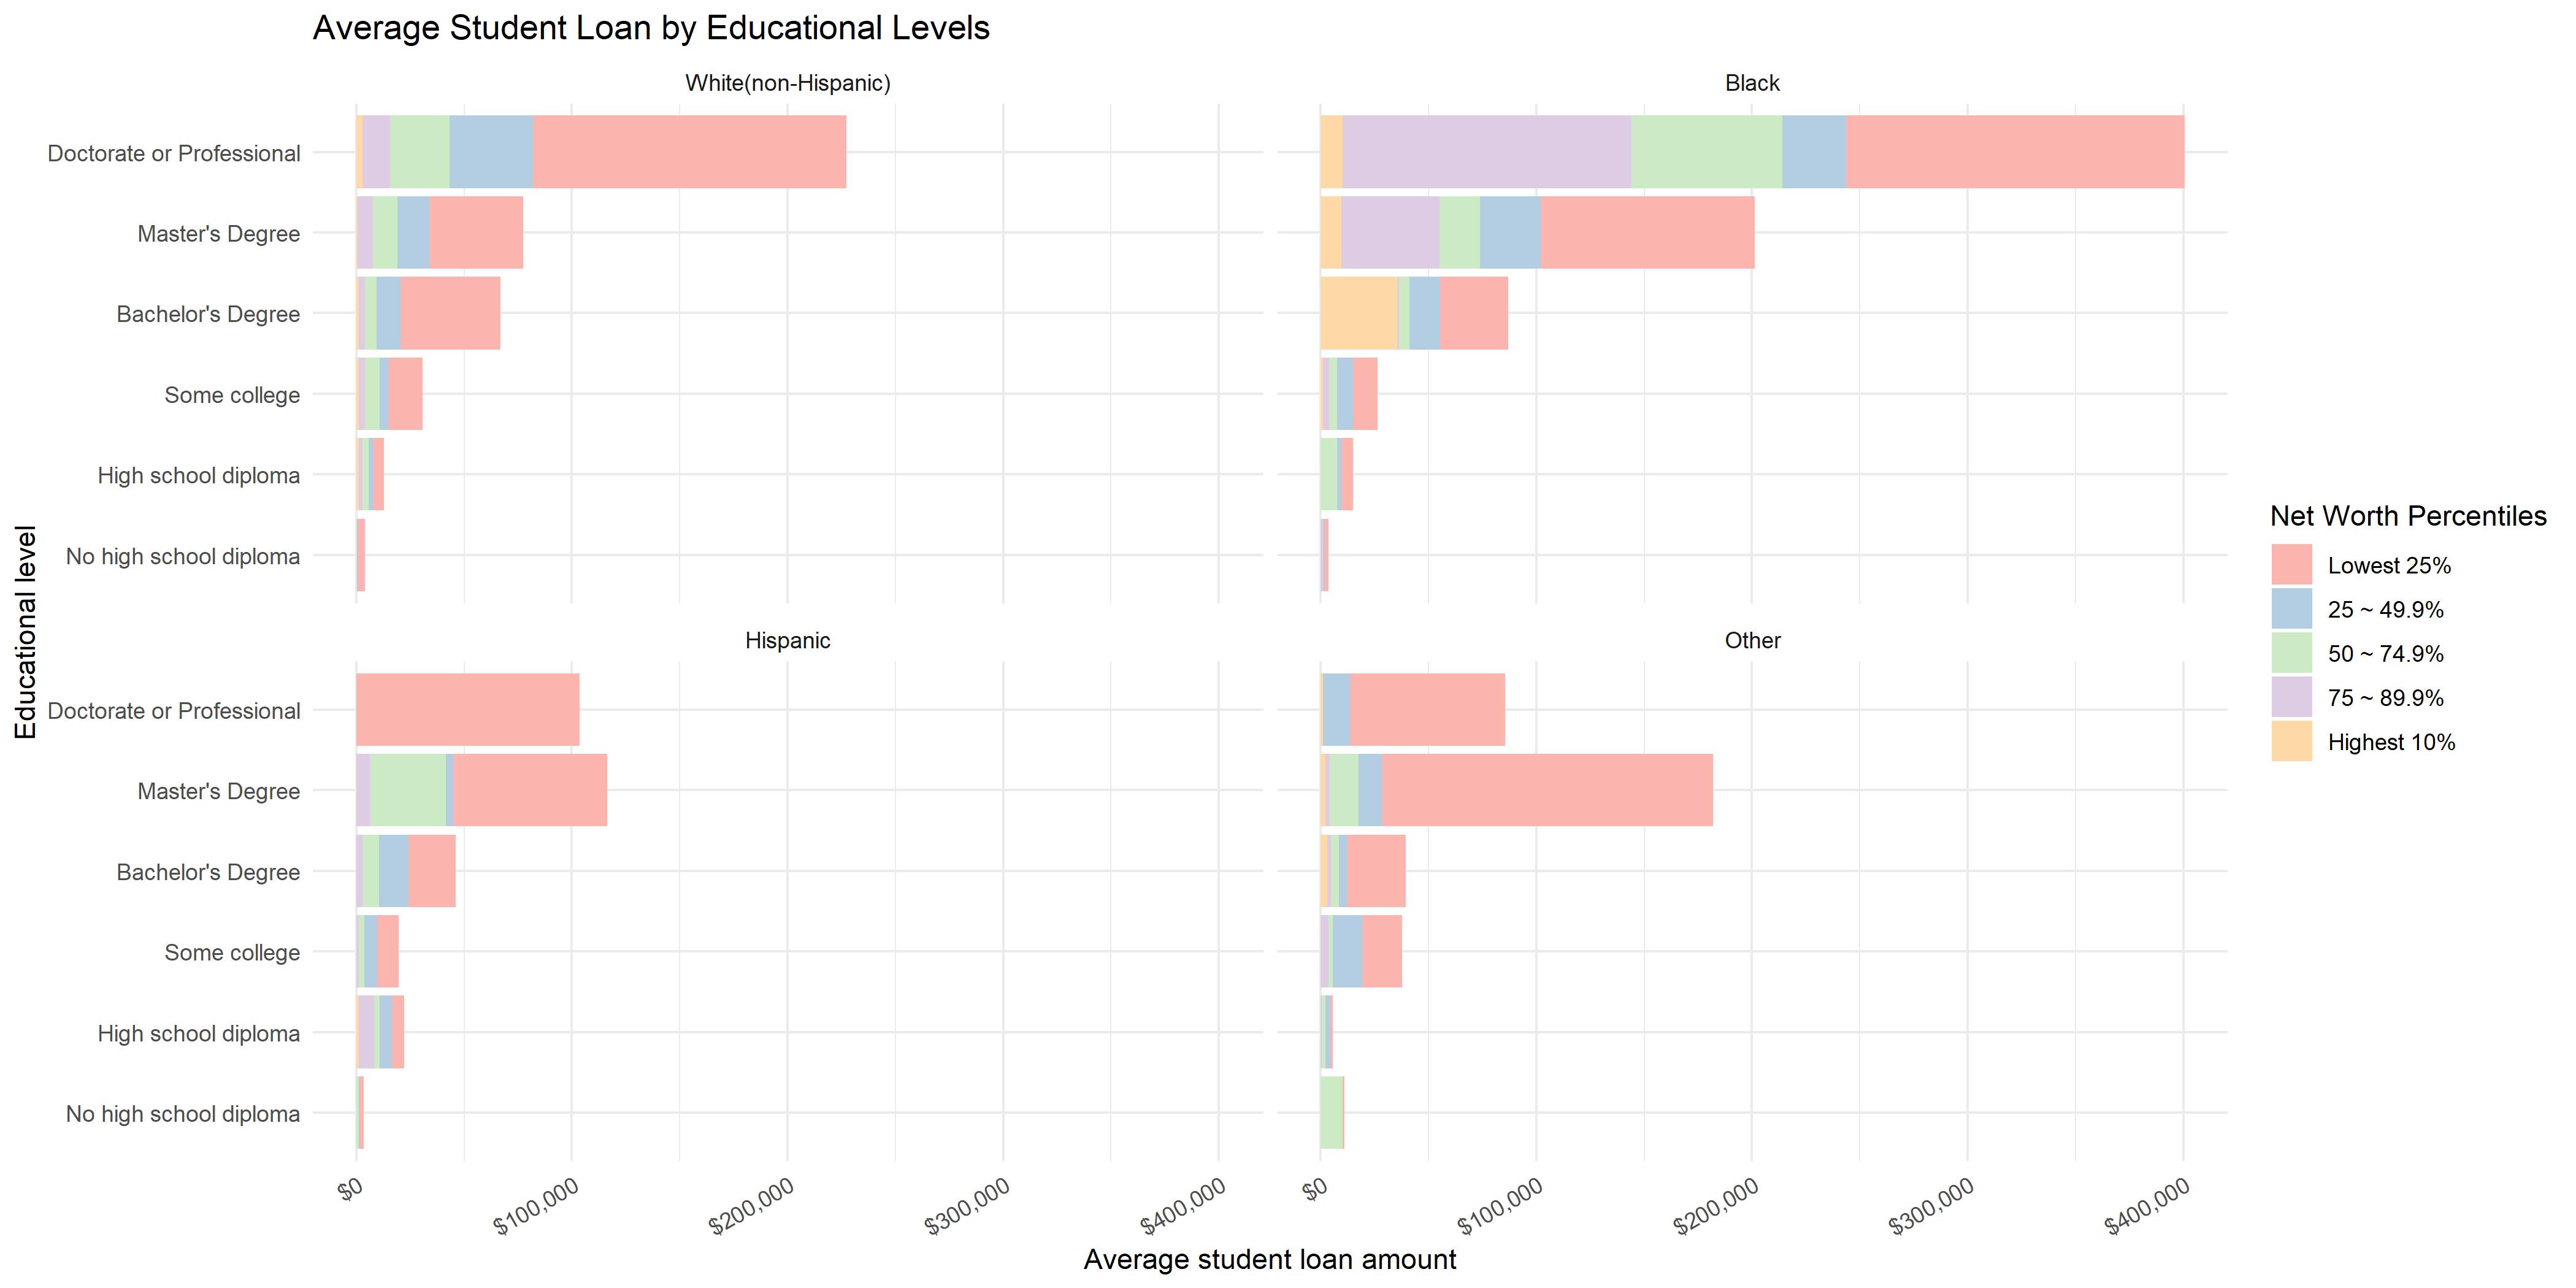 Average Student Loan by Educational Levels
White(non-Hispanic)
Black
Doctorate or Professional
Master's Degree
Bachelor's Degree
Some college
High school diploma
No high school diploma
Hispanic
Other
Doctorate or Professional
Master's Degree
Bachelor's Degree
Some college
High school diploma
No high school diploma
$0
$100,000
$200,000
$300,000
$400,000
$0
$100,000
$200,000
$300,000
$400,000
Average student loan amount
Educational level
Net Worth Percentiles
Lowest 25%
25 ~ 49.9%
50 ~ 74.9%
75 ~ 89.9%
Highest 10%